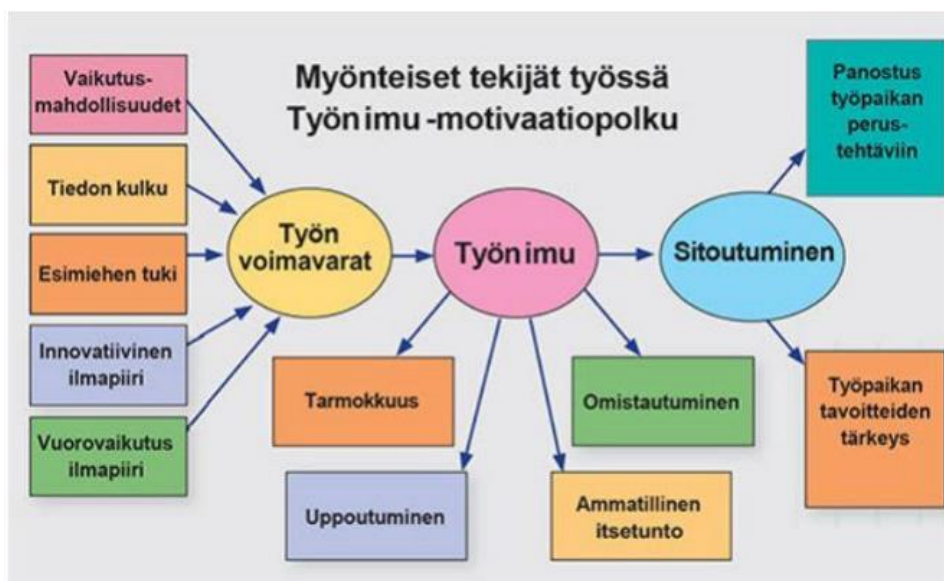 Myönteiset tekijät työssä
Työn imu -motivaatiopolku
Vaikutus-
mahdollisuudet
Tiedon kulku
Esimiehen tuki
Innovatiivinen
ilmapiiri
Vuorovaikutus
ilmapiiri
Työn
voimavarat
Työn imu
Sitoutuminen
Tarmokkuus
Uppoutuminen
Omistautuminen
Ammatillinen
itsetunto
Panostus
työpaikan
perus-
tehtäviin
Työpaikan
tavoitteiden
tärkeys